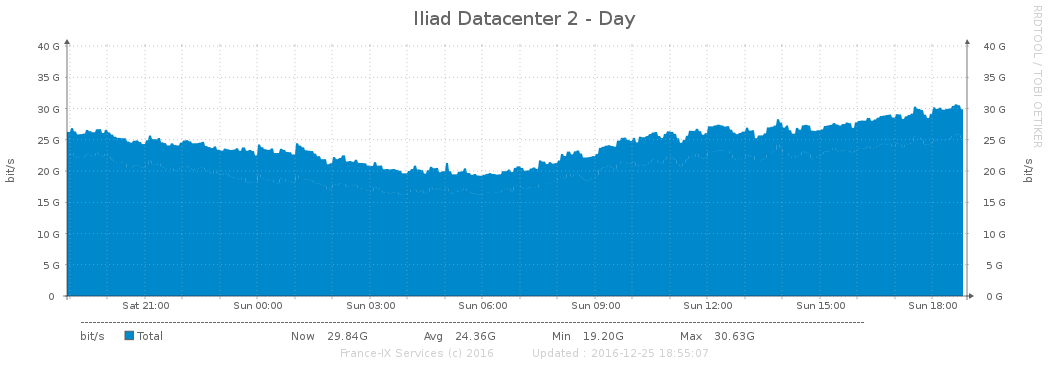 Iliad Datacenter 2 - Day
RRDTOOL / TOBI OETIKER
40 G 40 G
35 G 35 G
30 G 30 G
25 G 25 G
20 G 20 G
15 G 15 G
10 G 10 G
5 G 5 G
0 0 G
bit/s bit/s
Sat 21:00 Sun 00:00 Sun 03:00 Sun 06:00 Sun 09:00 Sun 12:00 Sun 15:00 Sun 18:00
bit/s Total Now 29.84G Avg 24.36G Min 19.20G Max 30.63G
France-IX Services (c) 2016 Updated : 2016-12-25 18:55:07